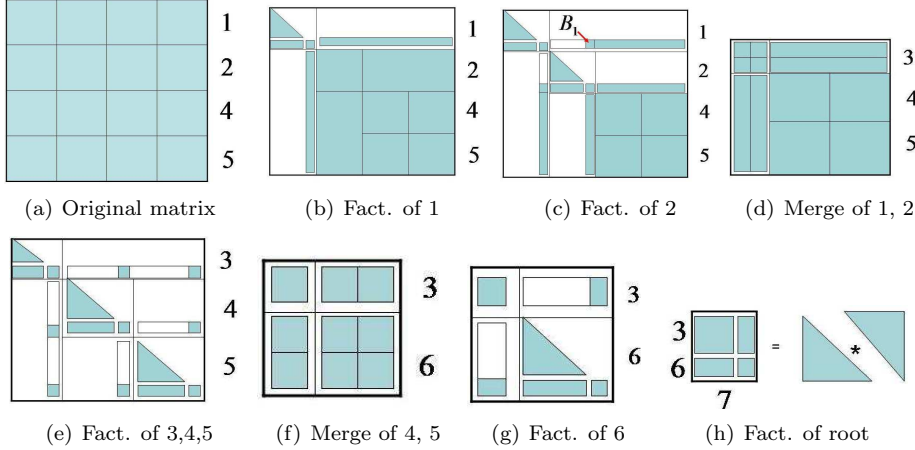 1
2
4
5
(a) Original matrix
1
2
4
5
(b) Fact. of 1
B1
1
2
4
5
(c) Fact. of 2
3
4
5
(d) Merge of 1, 2
3
4
5
(e) Fact. of 3,4,5
3
6
(f) Merge of 4, 5
3
6
(g) Fact. of 6
3
6
7
= *
(h) Fact. of root